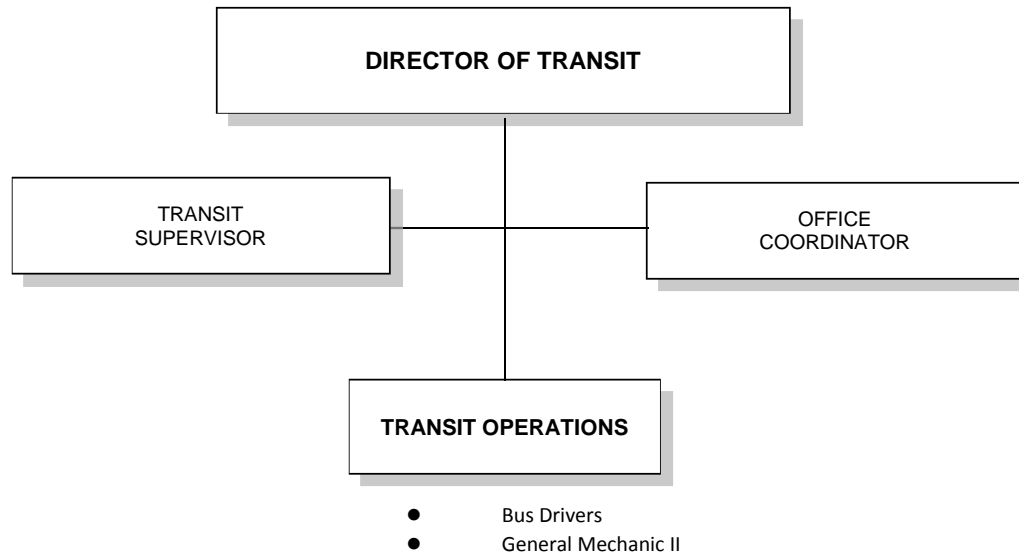 DIRECTOR OF TRANSIT
TRANSIT
SUPERVISOR
OFFICE
COORDINATOR
TRANSIT OPERATIONS
● Bus Drivers
● General Mechanic II